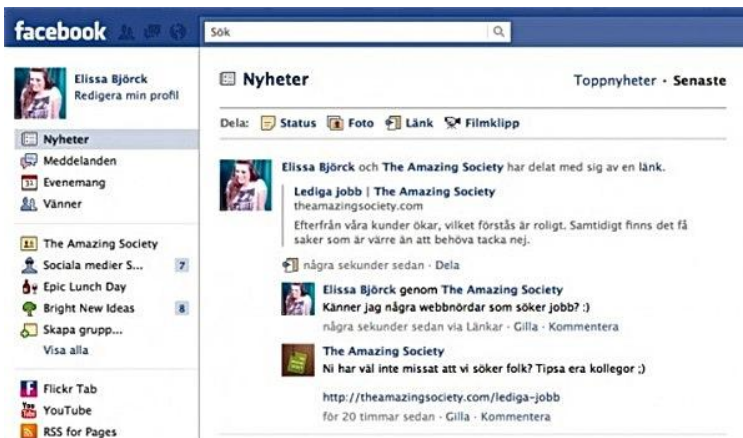 facebook
Sök
Elissa Björck
Redigera min profil
Nyheter
Meddelanden
31 Evenemang
Vänner
The Amazing Society
Sociala medier S... 7
Epic Lunch Day
Bright New Ideas 8
Skapa grupp...
Visa alla
Flickr Tab
YouTube
RSS for Pages
Nyheter
Toppnyheter · Senaste
Dela: Status Foto Länk Filmklipp
Elissa Björck och The Amazing Society har delat med sig av en länk.
Lediga jobb | The Amazing Society
theamazingsociety.com
Efterfrån våra kunder ökar, vilket förstås är roligt. Samtidigt finns det få
saker som är värre än att behöva tacka nej.
några sekunder sedan · Dela
Elissa Björck genom The Amazing Society
Känner jag några webbnördar som söker jobb? :)
några sekunder sedan via Länkar · Gilla · Kommentera
The Amazing Society
Ni har väl inte missat att vi söker folk? Tipsa era kollegor ;)
http://theamazingsociety.com/lediga-jobb
för 20 timmar sedan · Gilla · Kommentera